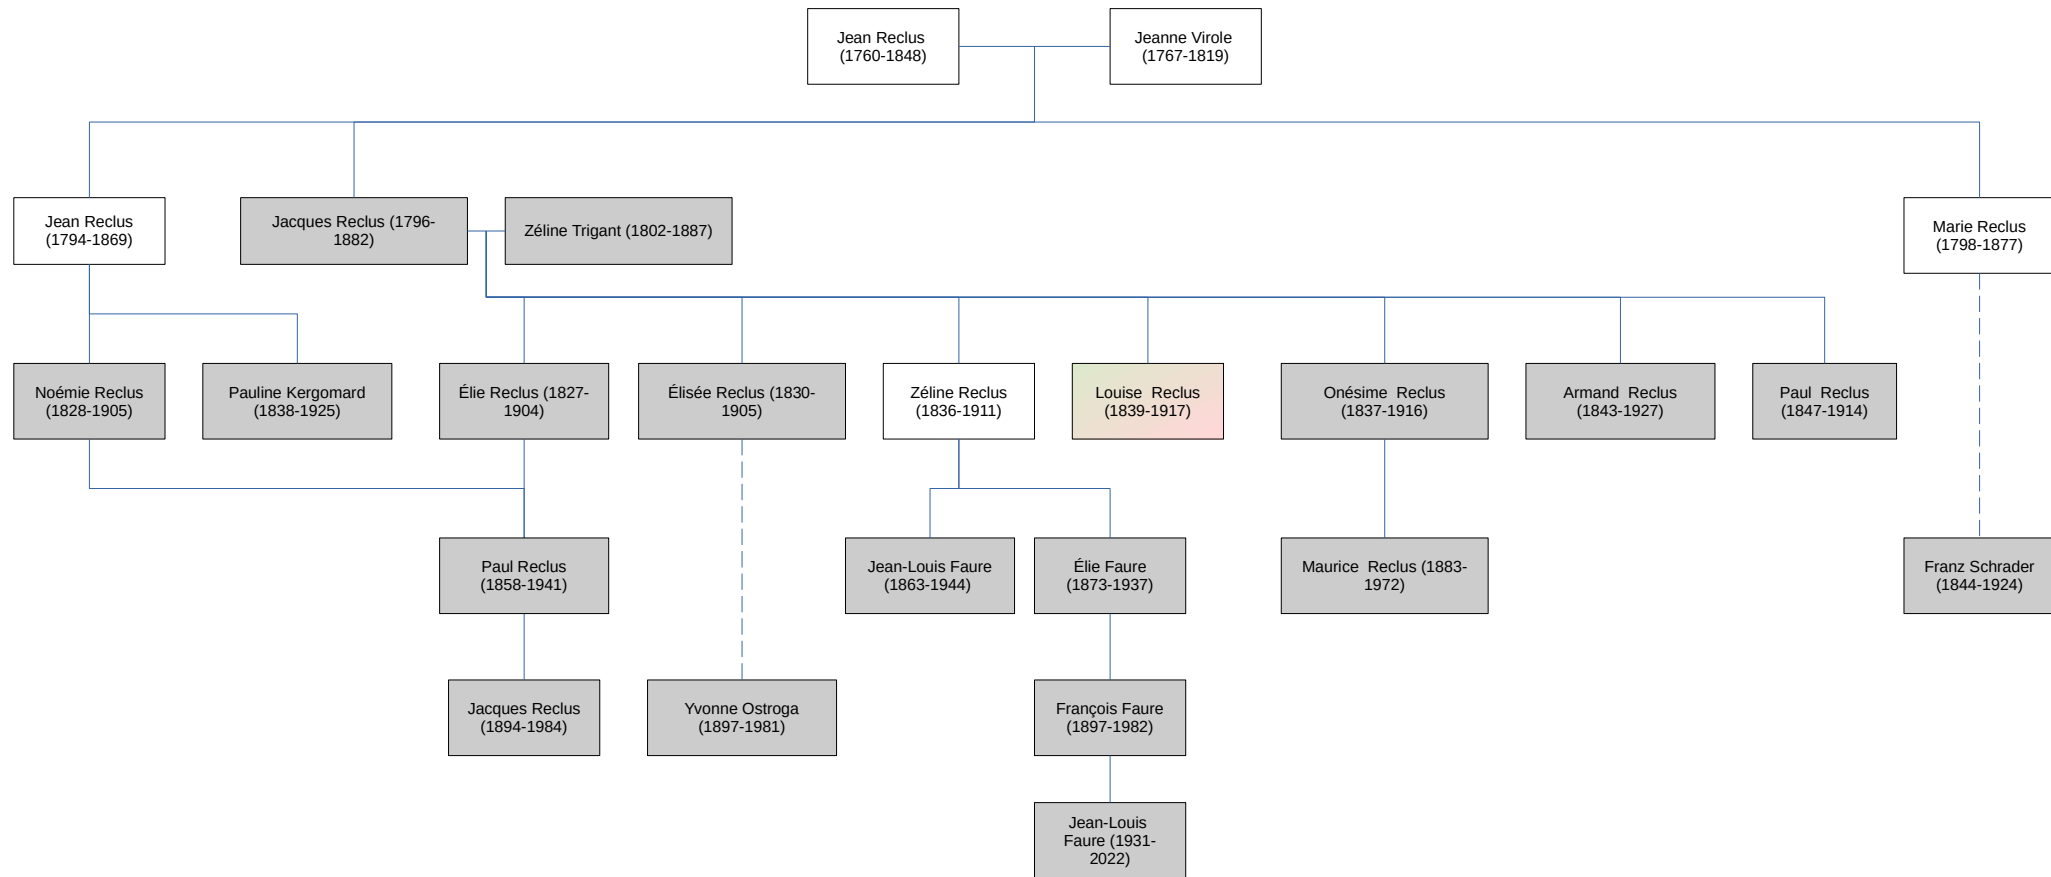 Jean Reclus
(1760-1848)
Jeanne Virole
(1767-1819)
Jean Reclus
(1794-1869)
Jacques Reclus (1796-
1882)
Zéline Trigant (1802-1887)
Marie Reclus
(1798-1877)
Noémie Reclus
(1828-1905)
Pauline Kergomard
(1838-1925)
Élie Reclus (1827-
1904)
Élisée Reclus (1830-
1905)
Zéline Reclus
(1836-1911)
Louise  Reclus
(1839-1917)
Onésime  Reclus
(1837-1916)
Armand  Reclus
(1843-1927)
Paul  Reclus
(1847-1914)
Paul Reclus
(1858-1941)
Jean-Louis Faure
(1863-1944)
Élie Faure
(1873-1937)
Maurice  Reclus (1883-
1972)
Franz Schrader
(1844-1924)
Jacques Reclus
(1894-1984)
Yvonne Ostroga
(1897-1981)
François Faure
(1897-1982)
Jean-Louis
Faure (1931-
2022)